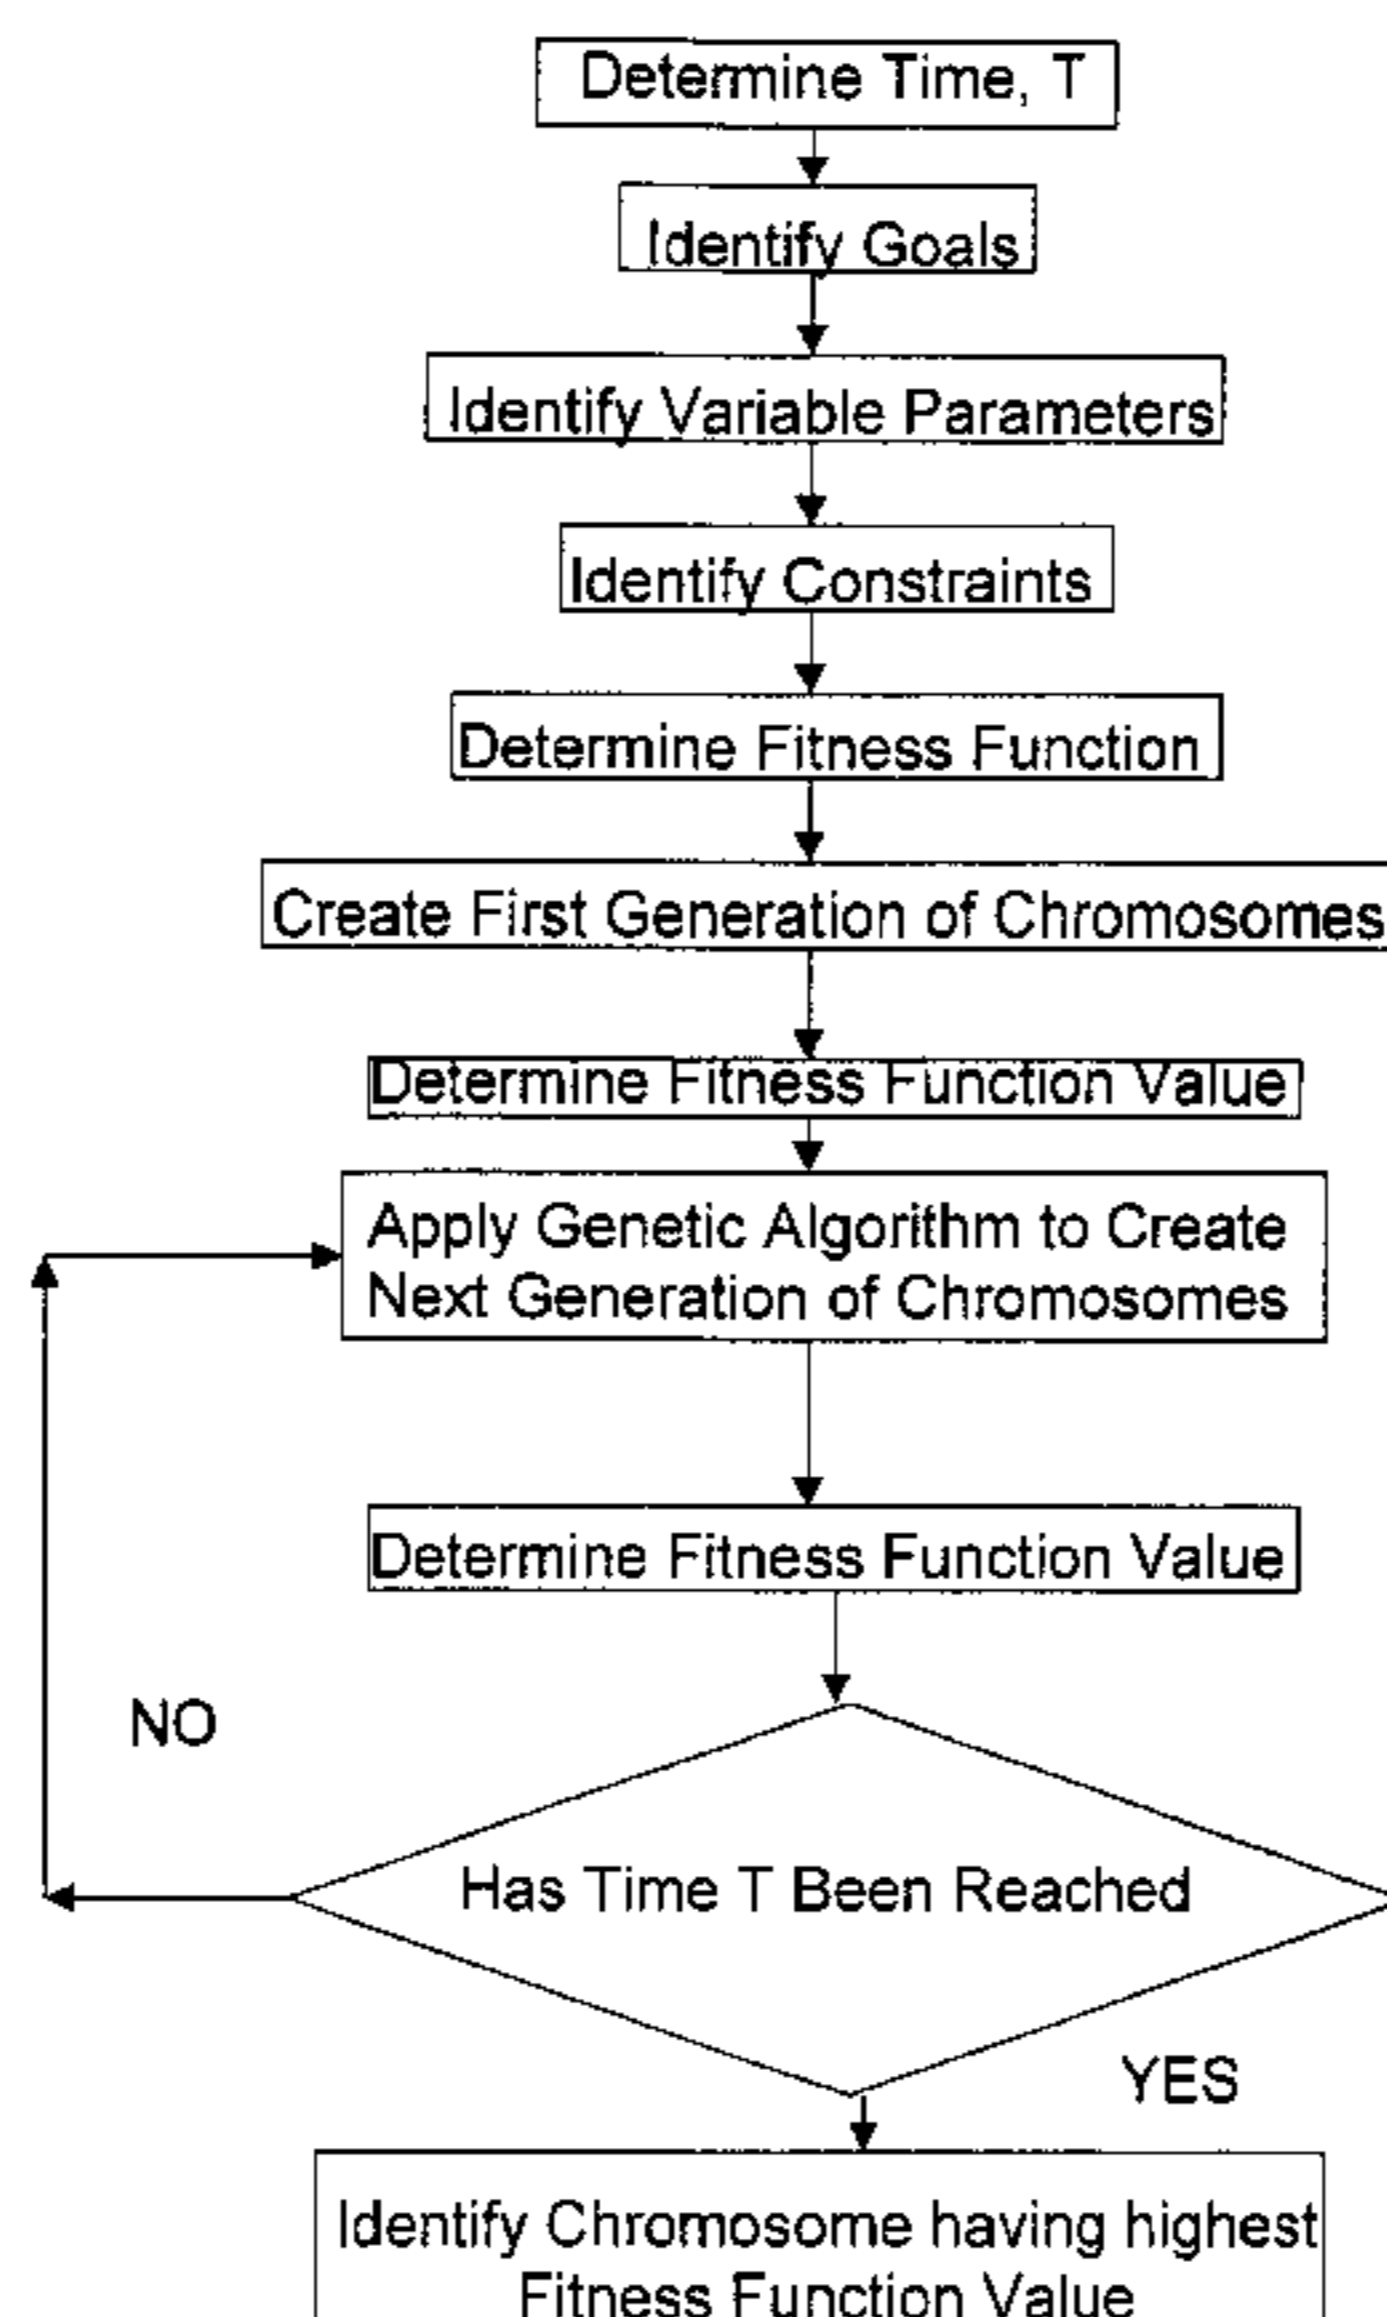 Determine Time, T
Identify Goals
Identify Variable Parameters
Identify Constraints
Determine Fitness Function
Create First Generation of Chromosomes
Determine Fitness Function Value
Apply Genetic Algorithm to Create
Next Generation of Chromosomes
Determine Fitness Function Value
NO
Has Time T Been Reached
YES
Identify Chromosome having highest
Fitness Function Value